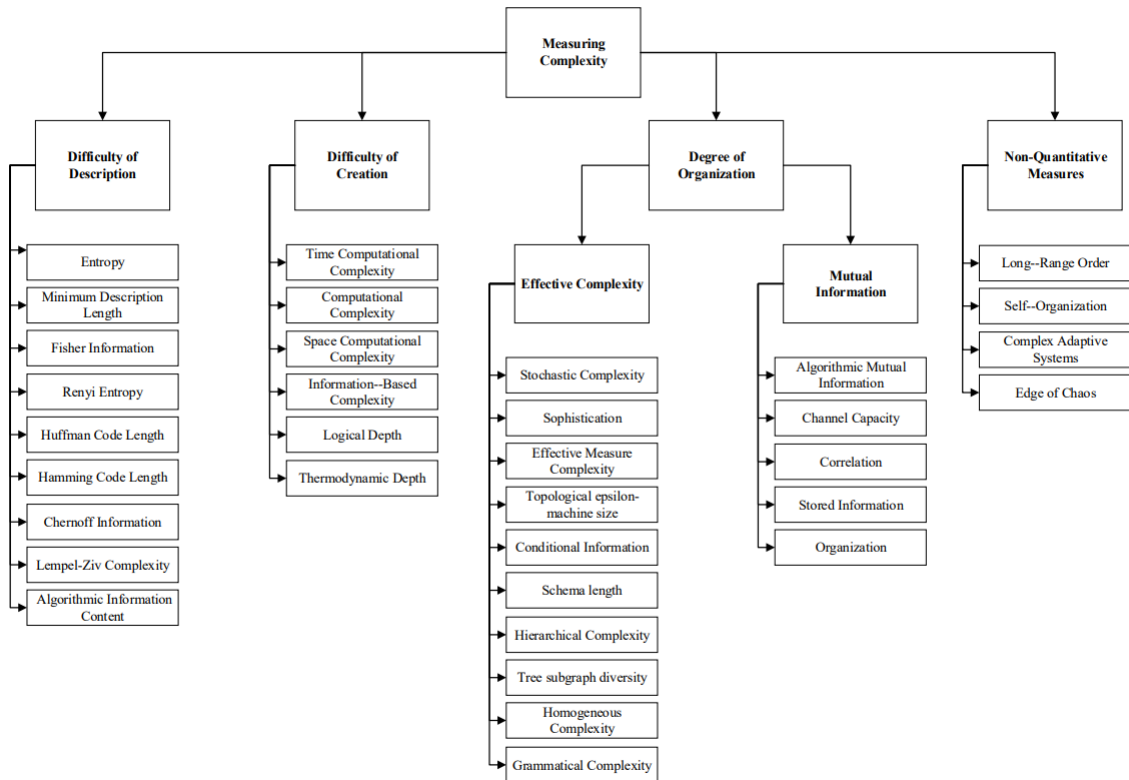 Measuring
Complexity
Difficulty of
Description
Difficulty of
Creation
Degree of
Organization
Non-Quantitative
Measures
Entropy
Minimum Description
Length
Fisher Information
Renyi Entropy
Huffman Code Length
Hamming Code Length
Chernoff Information
Lempel-Ziv Complexity
Algorithmic Information
Content
Time Computational
Complexity
Computational
Complexity
Space Computational
Complexity
Information--Based
Complexity
Logical Depth
Thermodynamic Depth
Effective Complexity
Stochastic Complexity
Sophistication
Effective Measure
Complexity
Topological epsilon-
machine size
Conditional Information
Schema length
Hierarchical Complexity
Tree subgraph diversity
Homogeneous
Complexity
Grammatical Complexity
Mutual
Information
Algorithmic Mutual
Information
Channel Capacity
Correlation
Stored Information
Organization
Long--Range Order
Self--Organization
Complex Adaptive
Systems
Edge of Chaos